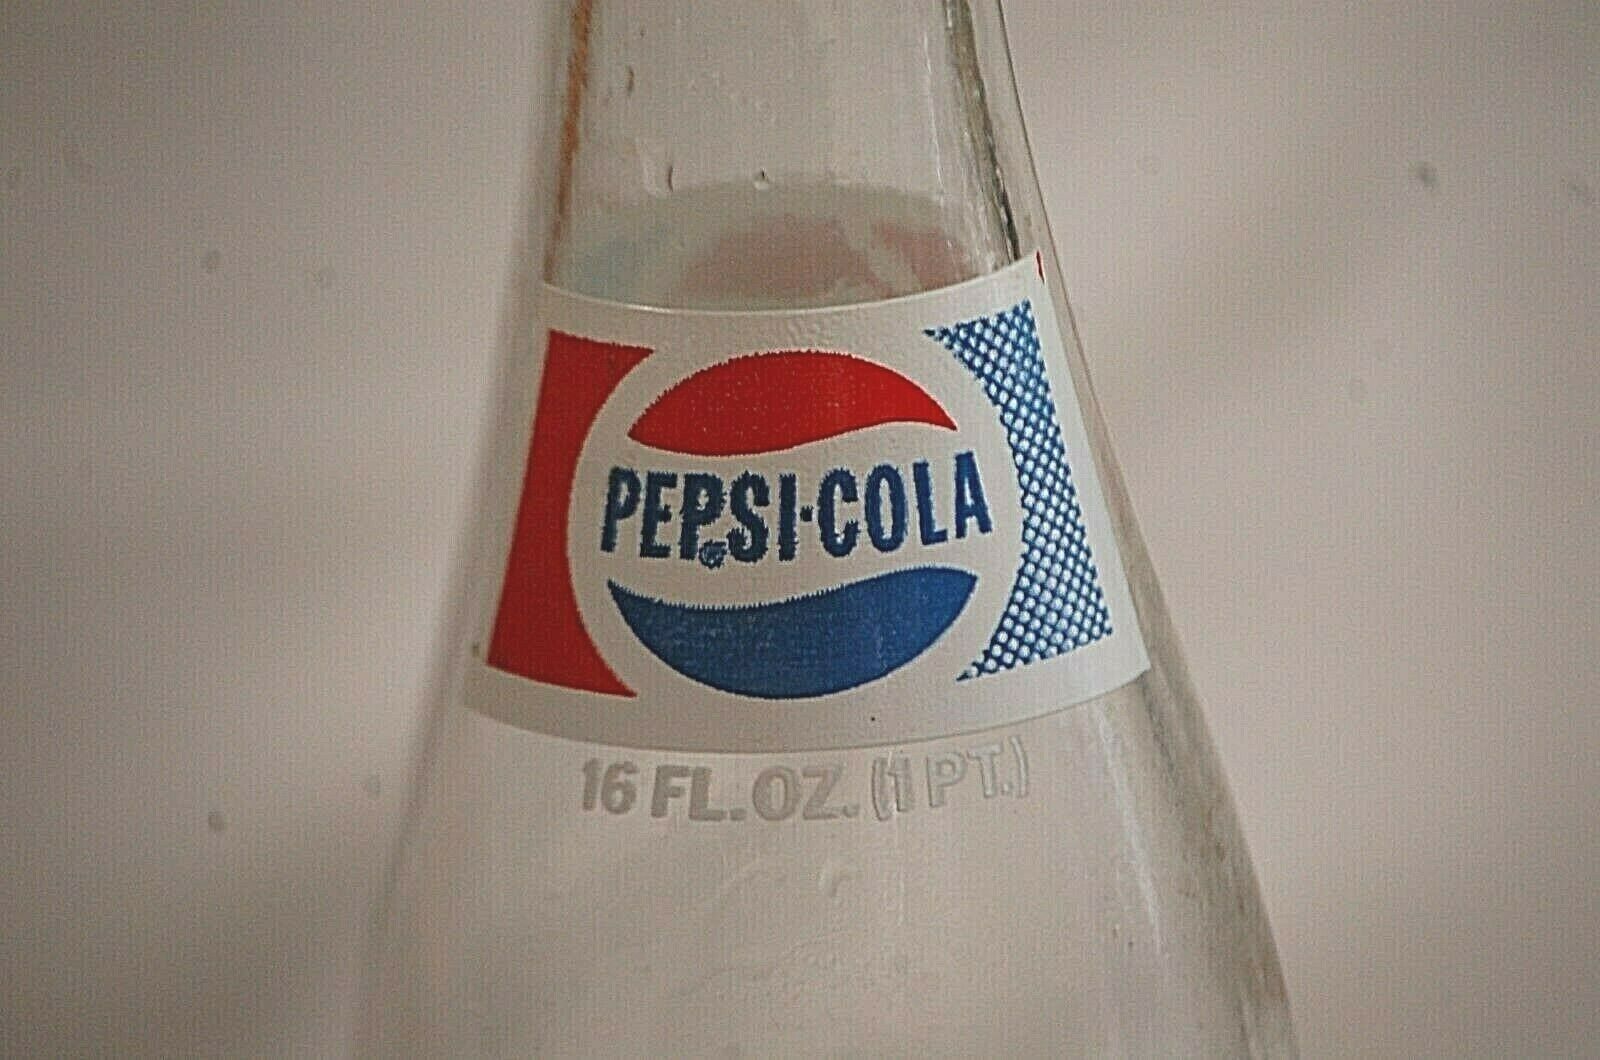 PEPSI·COLA
16 FL. OZ. (1 PT.)